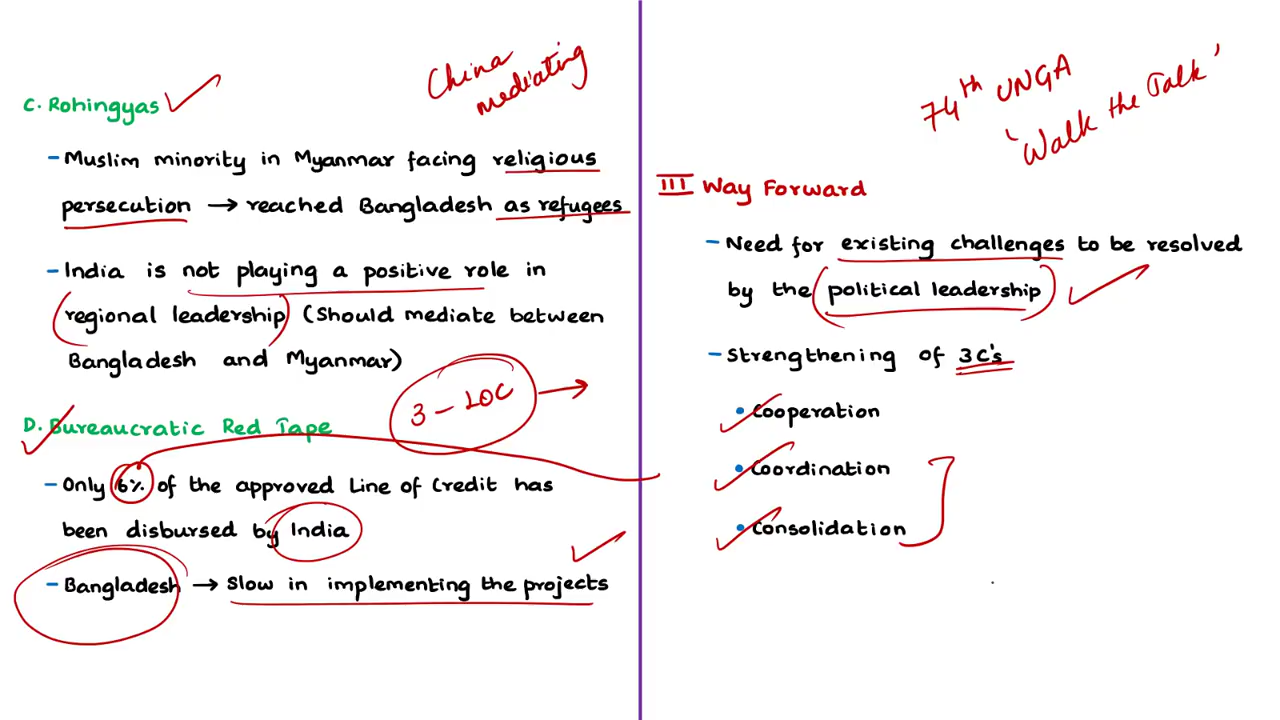 China
mediating
C. Rohingyas
- Muslim minority in Myanmar facing religious
persecution → reached Bangladesh as refugees
- India is not playing a positive role in
regional leadership (Should mediate between
Bangladesh and Myanmar)
3 - LOC →
D. Bureaucratic Red Tape
- Only 6% of the approved Line of Credit has
been disbursed by India
- Bangladesh → Slow in implementing the projects
74th UNGA
'Walk the Talk'
III Way Forward
- Need for existing challenges to be resolved
by the political leadership
- Strengthening of 3C's
• Cooperation
• Coordination
• Consolidation